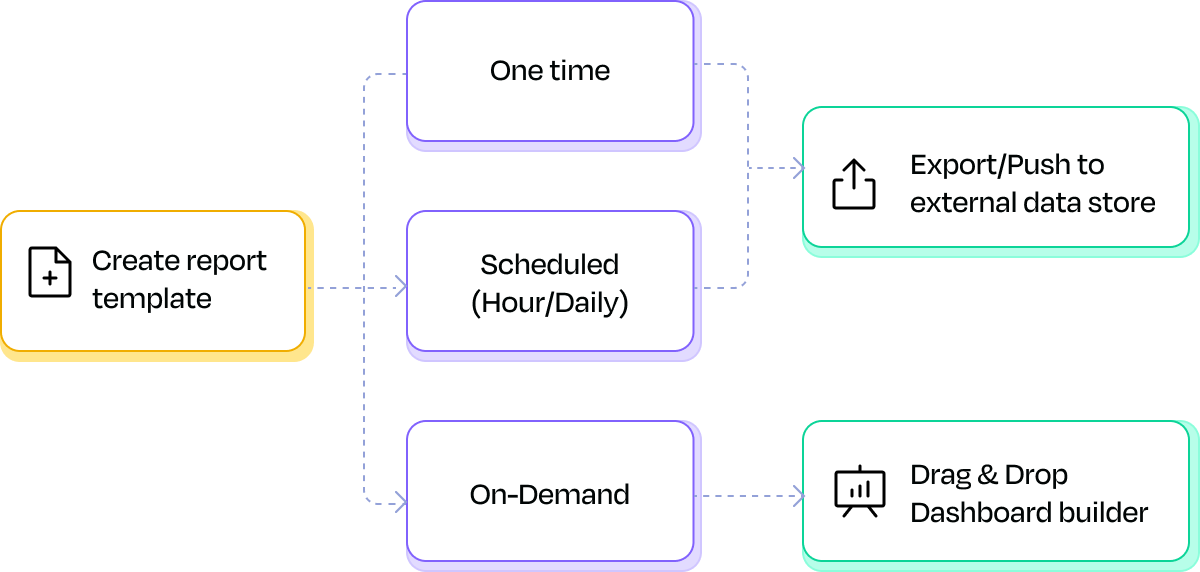 One time
Export/Push to
external data store
Create report
template
Scheduled
(Hour/Daily)
On-Demand
Drag & Drop
Dashboard builder